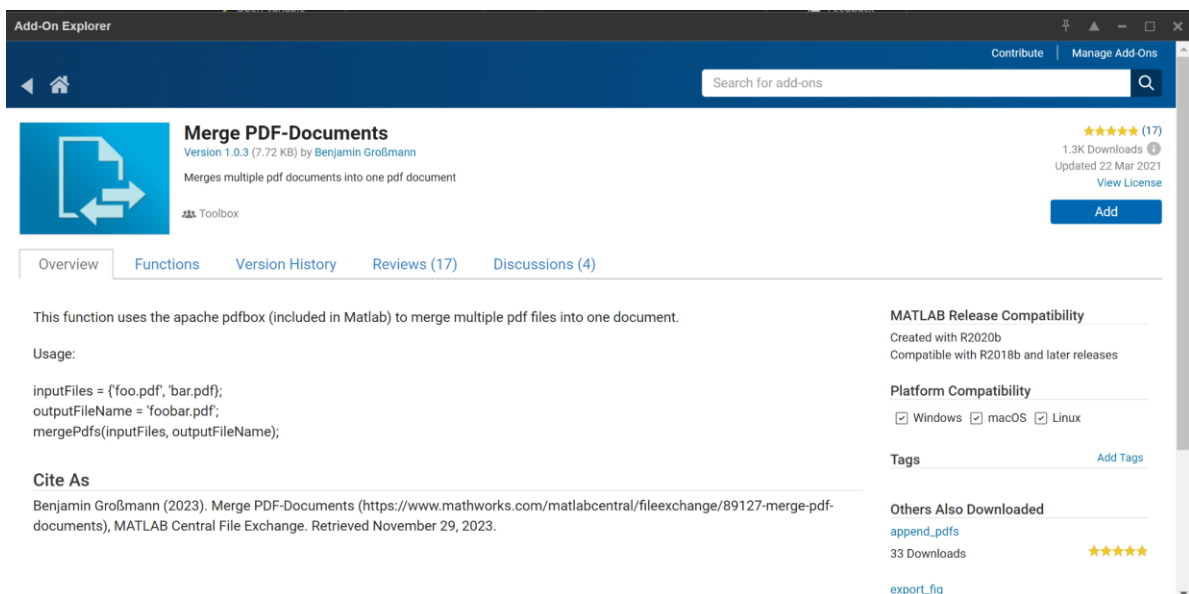 Add-On Explorer
Contribute
Manage Add-Ons
Search for add-ons
Merge PDF-Documents
Version 1.0.3 (7.72 KB) by Benjamin Großmann
Merges multiple pdf documents into one pdf document
Toolbox
(17)
1.3K Downloads
Updated 22 Mar 2021
View License
Add
Overview Functions Version History Reviews (17) Discussions (4)
This function uses the apache pdfbox (included in Matlab) to merge multiple pdf files into one document.
Usage:
inputFiles = {'foo.pdf', 'bar.pdf};
outputFileName = 'foobar.pdf';
mergePdfs(inputFiles, outputFileName);
Cite As
Benjamin Großmann (2023). Merge PDF-Documents (https://www.mathworks.com/matlabcentral/fileexchange/89127-merge-pdf-
documents), MATLAB Central File Exchange. Retrieved November 29, 2023.
MATLAB Release Compatibility
Created with R2020b
Compatible with R2018b and later releases
Platform Compatibility
Windows macOS Linux
Tags
Add Tags
Others Also Downloaded
append_pdfs
33 Downloads
export_fig